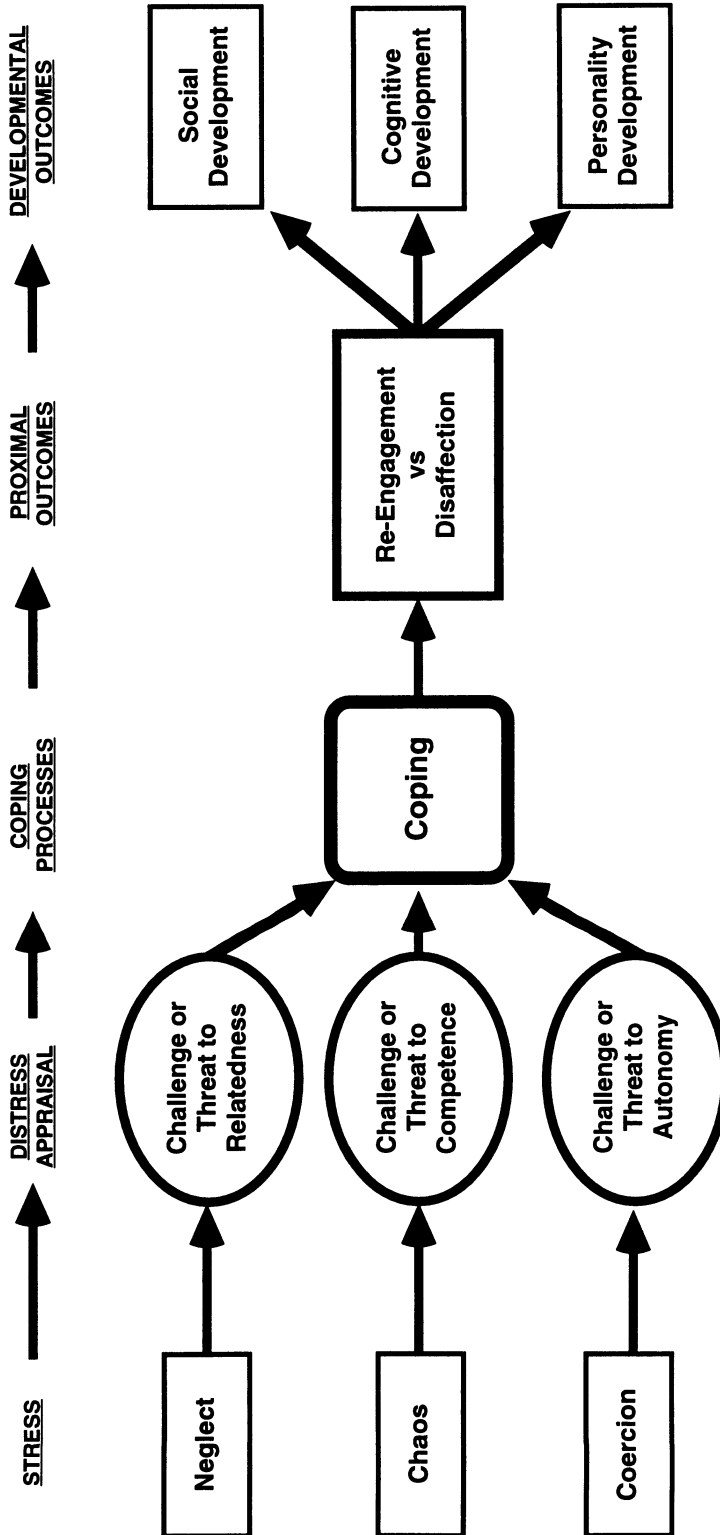 STRESS
DISTRESS
APPRAISAL
COPING
PROCESSES
PROXIMAL
OUTCOMES
DEVELOPMENTAL
OUTCOMES
Neglect
Challenge or
Threat to
Relatedness
Social
Development
Chaos
Challenge or
Threat to
Competence
Coping
Re-Engagement
vs
Disaffection
Cognitive
Development
Coercion
Challenge or
Threat to
Autonomy
Personality
Development